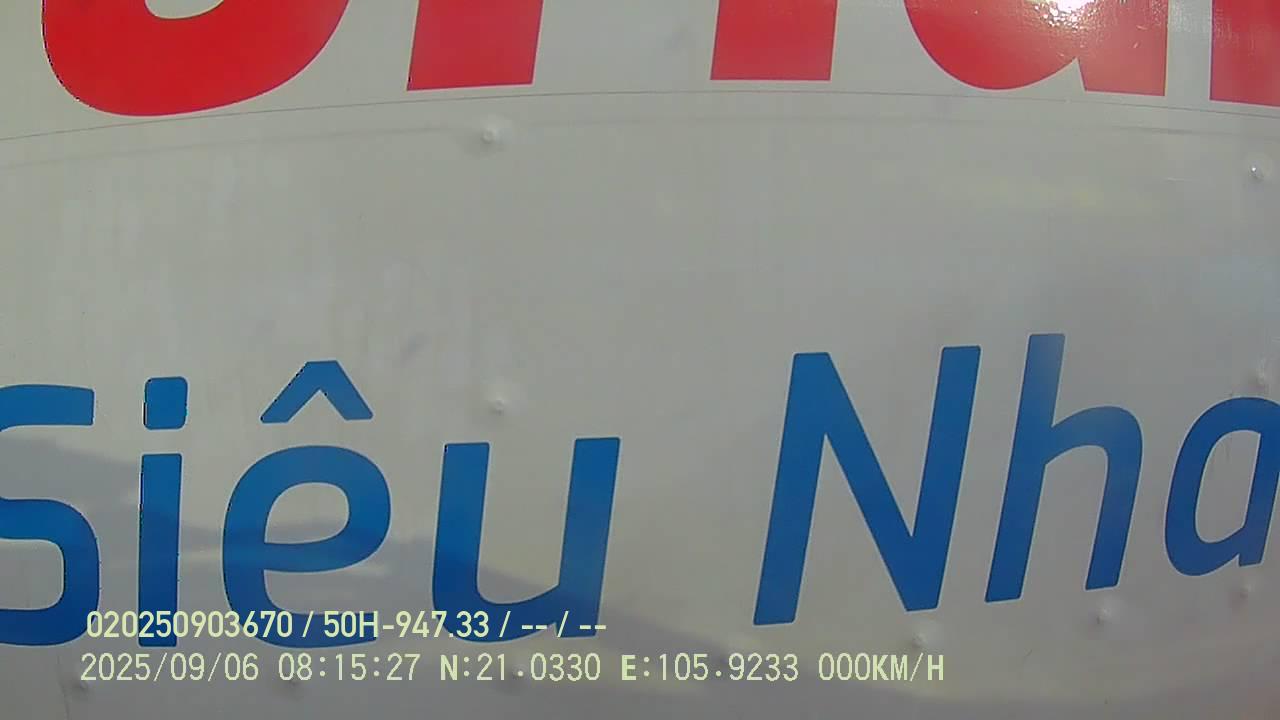 Siêu Nha
020250903670 / 50H-947.33 / -- / --
2025/09/06 08:15:27 N:21.0330 E:105.9233 000KM/H